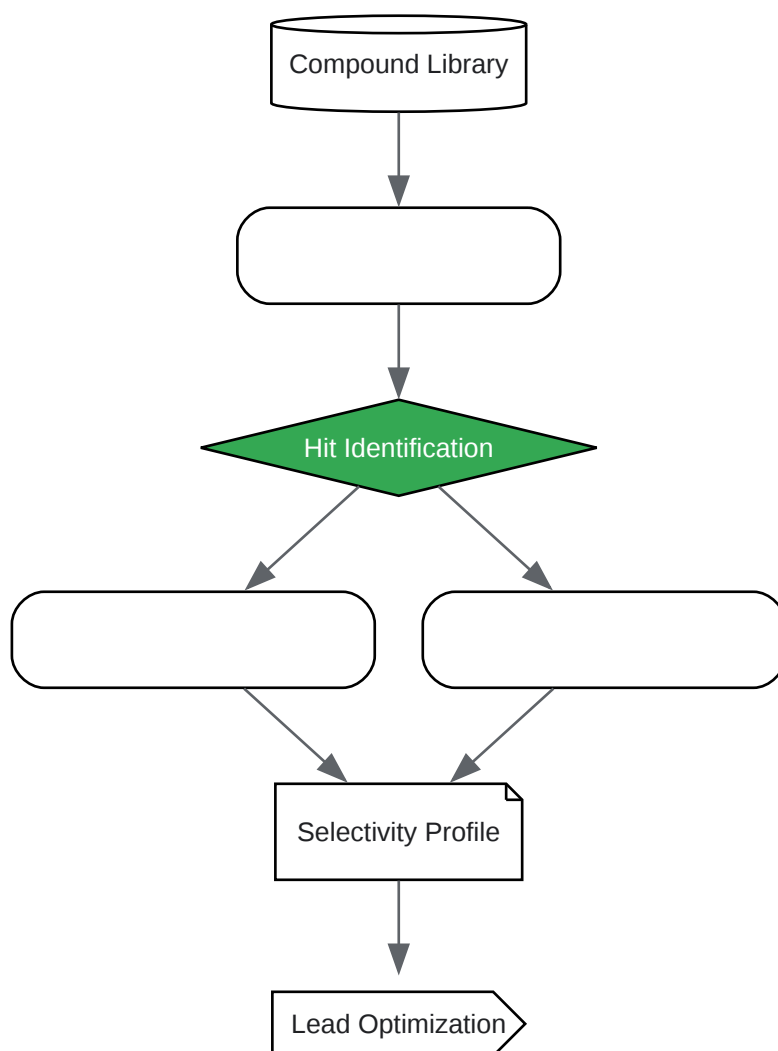 Compound Library
Hit Identification
Selectivity Profile
Lead Optimization